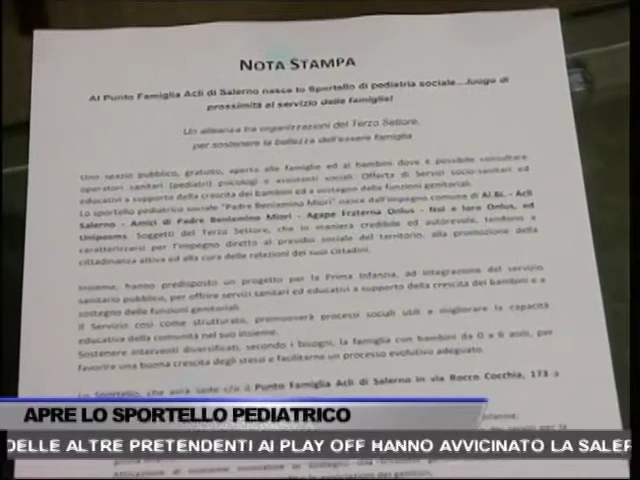 NOTA STAMPA
Al Punto Famiglia Acli di Salerno nasce lo Sportello di pediatria sociale...luogo di
prossimità al servizio delle famiglie!
Un alleanza tra organizzazioni del Terzo Settore,
per sostenere la bellezza dell'essere famiglia
Uno spazio pubblico, gratuito, aperto alle famiglie ed ai bambini dove è possibile consultare
operatori sanitari (pediatri) psicologi e assistenti sociali. Offerta di Servizi socio-sanitari ed
educativi a supporto della crescita dei bambini ed a sostegno delle funzioni genitoriali.
Lo sportello pediatrico sociale "Padre Beniamino Miori" nasce dall'impegno comune di Al.Bi. - Acli
Salerno - Amici di Padre Beniamino Miori - Agape Fraterna Onlus - Noi e loro Onlus, ed
Uniposms. Soggetti del Terzo Settore, che in maniera credibile ed autorevole, tendono a
caratterizzarsi per l'impegno diretto al presidio sociale del territorio, alla promozione della
cittadinanza attiva ed alla cura delle relazioni dei suoi cittadini.
Insieme, hanno predisposto un progetto per la Prima Infanzia, ad integrazione del servizio
sanitario pubblico, per offrire servizi sanitari ed educativi a supporto della crescita dei bambini e a
sostegno delle funzioni genitoriali.
Il Servizio così come strutturato, promuoverà processi sociali utili a migliorare la capacità
educativa della comunità nel suo insieme.
Sostenere interventi diversificati, secondo i bisogni, la famiglia con bambini da 0 a 6 anni, per
favorire una buona crescita degli stessi e facilitarne un processo evolutivo adeguato.
Lo Sportello, che avrà sede c/o il Punto Famiglia Acli di Salerno in via Rocco Cocchia, 173 a
APRE LO SPORTELLO PEDIATRICO
DELLE ALTRE PRETENDENTI AI PLAY OFF HANNO AVVICINATO LA SALER